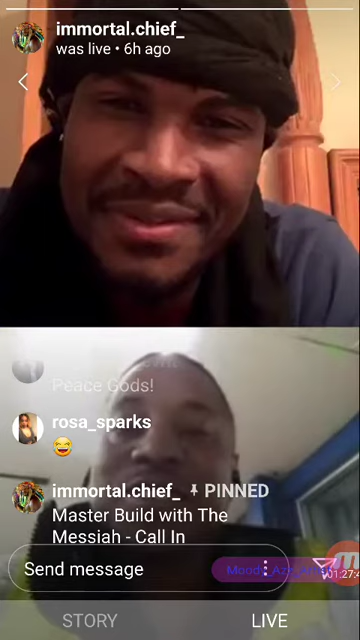 immortal.chief_
was live • 6h ago
Peace Gods!
rosa_sparks
😂
immortal.chief_ PINNED
Master Build with The
Messiah - Call In
Send message
STORY
LIVE